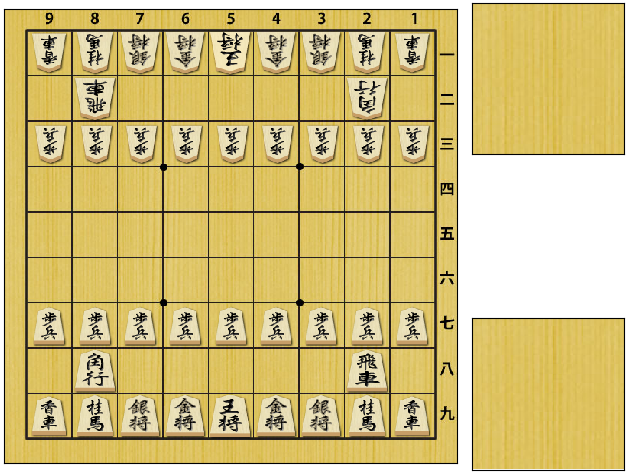 9 8 7 6 5 4 3 2 1
香車 桂馬 銀将 金将 王将 金将 銀将 桂馬 香車 一
飛車 角行 二
歩兵 歩兵 歩兵 歩兵 歩兵 歩兵 歩兵 歩兵 歩兵 三
四
五
六
歩兵 歩兵 歩兵 歩兵 歩兵 歩兵 歩兵 歩兵 歩兵 七
角行 飛車 八
香車 桂馬 銀将 金将 王将 金将 銀将 桂馬 香車 九